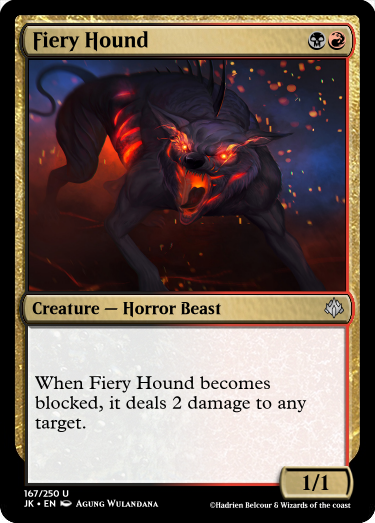 Fiery Hound
Creature — Horror Beast
When Fiery Hound becomes
blocked, it deals 2 damage to any
target.
1/1
167/250 U
JK • EN Agung Wulandana
©Hadrien Belcour & Wizards of the coast